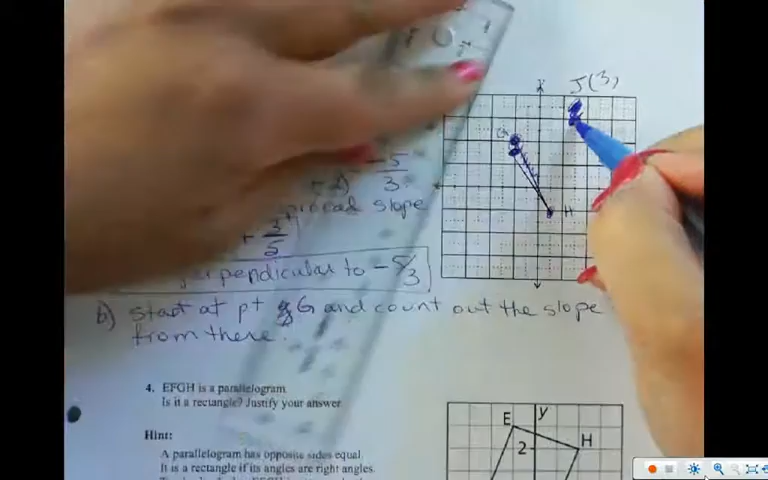 J(3)
G
-5
3
H
slope
+ 3
5
perpendicular to -5/3
b) start at pt G and count out the slope
from there.
4. EFGH is a parallelogram.
Is it a rectangle? Justify your answer.
E y
H
2
Hint:
A parallelogram has opposite sides equal.
It is a rectangle if its angles are right angles.